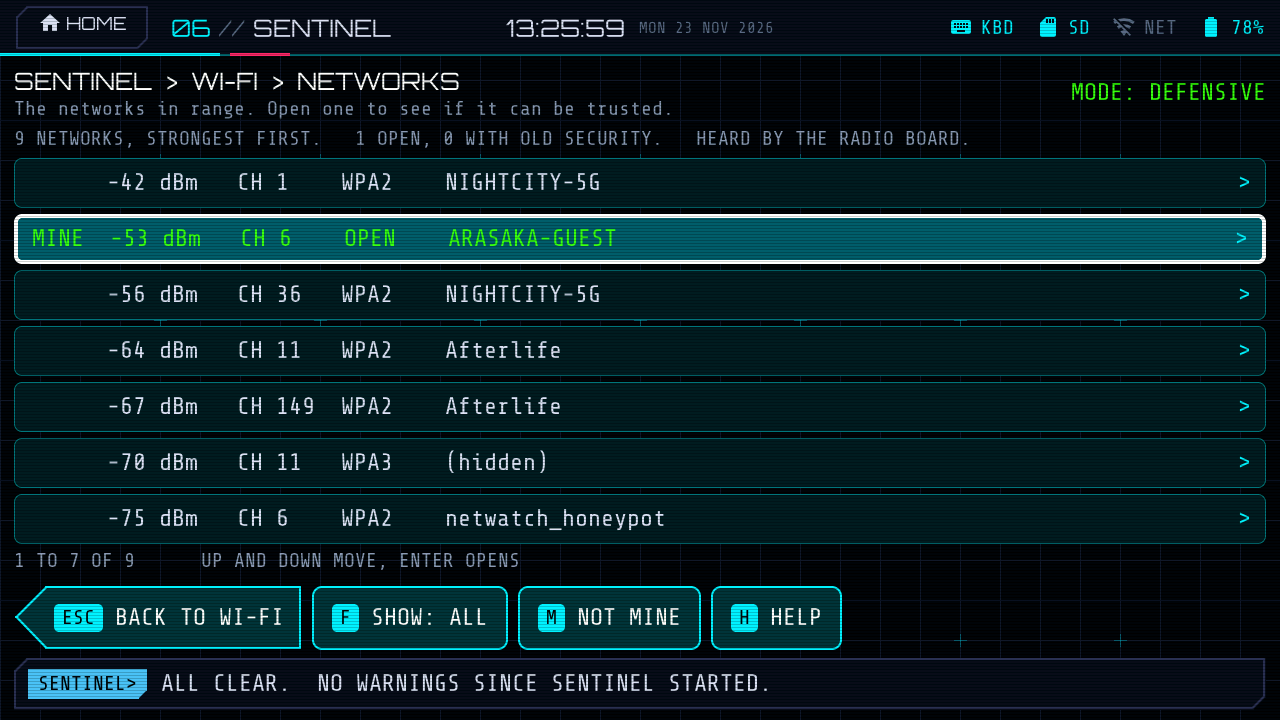 HOME 06 // SENTINEL 13:25:59 MON 23 NOV 2026 KBD SD NET 78%
SENTINEL > WI-FI > NETWORKS
MODE: DEFENSIVE
The networks in range. Open one to see if it can be trusted.
9 NETWORKS, STRONGEST FIRST. 1 OPEN, 0 WITH OLD SECURITY. HEARD BY THE RADIO BOARD.
-42 dBm CH 1 WPA2 NIGHTCITY-5G >
MINE -53 dBm CH 6 OPEN ARASAKA-GUEST >
-56 dBm CH 36 WPA2 NIGHTCITY-5G >
-64 dBm CH 11 WPA2 Afterlife >
-67 dBm CH 149 WPA2 Afterlife >
-70 dBm CH 11 WPA3 (hidden) >
-75 dBm CH 6 WPA2 netwatch_honeypot >
1 TO 7 OF 9 UP AND DOWN MOVE, ENTER OPENS
ESC BACK TO WI-FI F SHOW: ALL M NOT MINE H HELP
SENTINEL> ALL CLEAR. NO WARNINGS SINCE SENTINEL STARTED.